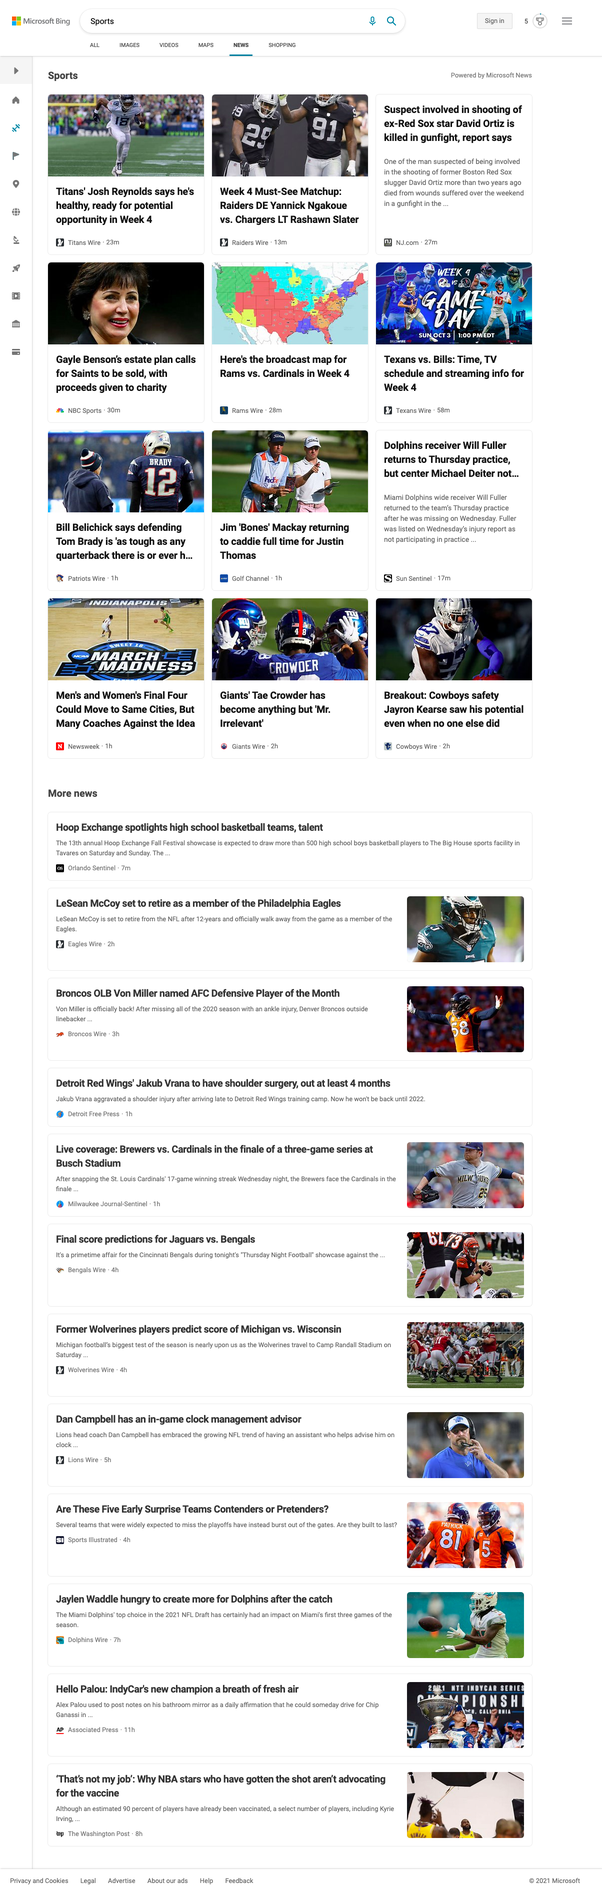 Microsoft Bing
Sports
Sign in
5
ALL
IMAGES
VIDEOS
MAPS
NEWS
SHOPPING
Sports
Powered by Microsoft News
18
Titans' Josh Reynolds says he's
healthy, ready for potential
opportunity in Week 4
Titans Wire · 23m
29
91
Week 4 Must-See Matchup:
Raiders DE Yannick Ngakoue
vs. Chargers LT Rashawn Slater
Raiders Wire · 13m
Suspect involved in shooting of
ex-Red Sox star David Ortiz is
killed in gunfight, report says
One of the man suspected of being involved
in the shooting of former Boston Red Sox
slugger David Ortiz more than two years ago
died from wounds suffered over the weekend
in a gunfight in the ...
NJ.com · 27m
Gayle Benson's estate plan calls
for Saints to be sold, with
proceeds given to charity
NBC Sports · 30m
Here's the broadcast map for
Rams vs. Cardinals in Week 4
Rams Wire · 28m
WEEK 4
GAME
DAY
SUN OCT 3 | 1:00 PM EDT
Texans vs. Bills: Time, TV
schedule and streaming info for
Week 4
Texans Wire · 58m
BRADY
12
Bill Belichick says defending
Tom Brady is 'as tough as any
quarterback there is or ever h...
Patriots Wire · 1h
FedEx
Jim 'Bones' Mackay returning
to caddie full time for Justin
Thomas
Golf Channel · 1h
Dolphins receiver Will Fuller
returns to Thursday practice,
but center Michael Deiter not...
Miami Dolphins wide receiver Will Fuller
returned to the team's Thursday practice
after he was missing on Wednesday. Fuller
was listed on Wednesday's injury report as
not participating in practice ...
Sun Sentinel · 17m
INDIANAPOLIS
SWEET 16
MARCH
MADNESS
Men's and Women's Final Four
Could Move to Same Cities, But
Many Coaches Against the Idea
Newsweek · 1h
CROWDER
Giants' Tae Crowder has
become anything but 'Mr.
Irrelevant'
Giants Wire · 2h
Breakout: Cowboys safety
Jayron Kearse saw his potential
even when no one else did
Cowboys Wire · 2h
More news
Hoop Exchange spotlights high school basketball teams, talent
The 13th annual Hoop Exchange Fall Festival showcase is expected to draw more than 500 high school boys basketball players to The Big House sports facility in
Tavares on Saturday and Sunday. The ...
Orlando Sentinel · 7m
LeSean McCoy set to retire as a member of the Philadelphia Eagles
LeSean McCoy is set to retire from the NFL after 12-years and officially walk away from the game as a member of the
Eagles.
Eagles Wire · 2h
Broncos OLB Von Miller named AFC Defensive Player of the Month
Von Miller is officially back! After missing all of the 2020 season with an ankle injury, Denver Broncos outside
linebacker ...
Broncos Wire · 3h
58
Detroit Red Wings' Jakub Vrana to have shoulder surgery, out at least 4 months
Jakub Vrana aggravated a shoulder injury after arriving late to Detroit Red Wings training camp. Now he won't be back until 2022.
Detroit Free Press · 1h
Live coverage: Brewers vs. Cardinals in the finale of a three-game series at
Busch Stadium
After snapping the St. Louis Cardinals' 17-game winning streak Wednesday night, the Brewers face the Cardinals in the
finale ...
Milwaukee Journal-Sentinel · 1h
Final score predictions for Jaguars vs. Bengals
It's a primetime affair for the Cincinnati Bengals during tonight's "Thursday Night Football" showcase against the ...
Bengals Wire · 4h
73
Former Wolverines players predict score of Michigan vs. Wisconsin
Michigan football's biggest test of the season is nearly upon us as the Wolverines travel to Camp Randall Stadium on
Saturday ...
Wolverines Wire · 4h
Dan Campbell has an in-game clock management advisor
Lions head coach Dan Campbell has embraced the growing NFL trend of having an assistant who helps advise him on
clock ...
Lions Wire · 5h
Are These Five Early Surprise Teams Contenders or Pretenders?
Several teams that were widely expected to miss the playoffs have instead burst out of the gates. Are they built to last?
Sports Illustrated · 4h
PATRICK
81
5
Jaylen Waddle hungry to create more for Dolphins after the catch
The Miami Dolphins' top choice in the 2021 NFL Draft has certainly had an impact on Miami's first three games of the
season.
Dolphins Wire · 7h
Hello Palou: IndyCar's new champion a breath of fresh air
Alex Palou used to post notes on his bathroom mirror as a daily affirmation that he could someday drive for Chip
Ganassi in ...
AP Associated Press · 11h
2021 NTT INDYCAR SERIES
'That's not my job': Why NBA stars who have gotten the shot aren't advocating
for the vaccine
Although an estimated 90 percent of players have already been vaccinated, a select number of players, including Kyrie
Irving, ...
wp The Washington Post · 8h
Privacy and Cookies
Legal
Advertise
About our ads
Help
Feedback
© 2021 Microsoft